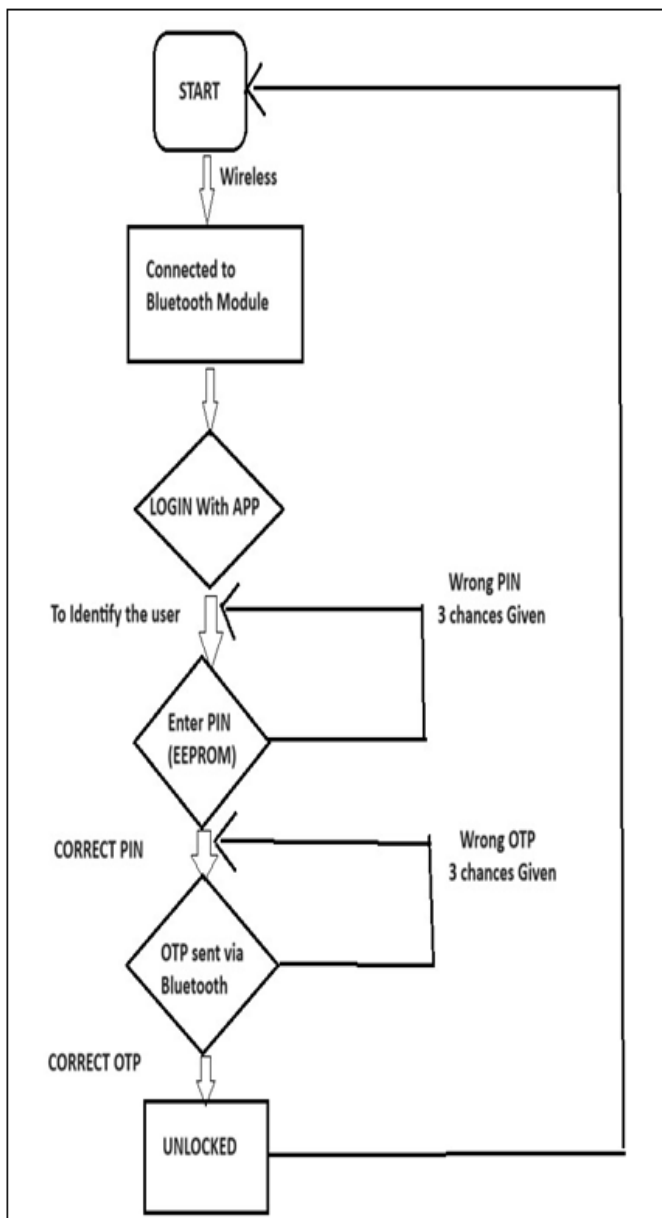 START
Wireless
Connected to
Bluetooth Module
LOGIN With APP
To Identify the user
Wrong PIN
3 chances Given
Enter PIN
(EEPROM)
CORRECT PIN
Wrong OTP
3 chances Given
OTP sent via
Bluetooth
CORRECT OTP
UNLOCKED